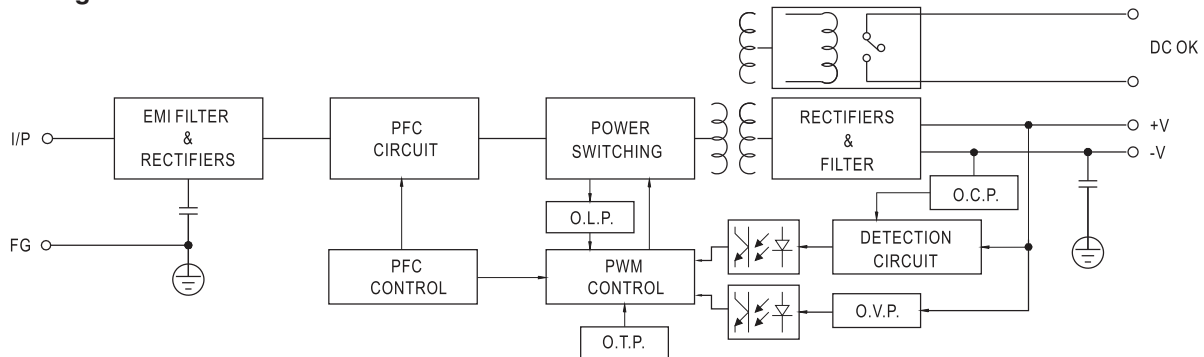 DC OK
I/P
EMI FILTER
&
RECTIFIERS
PFC
CIRCUIT
POWER
SWITCHING
RECTIFIERS
&
FILTER
+V
-V
O.L.P.
O.C.P.
FG
PFC
CONTROL
PWM
CONTROL
DETECTION
CIRCUIT
O.V.P.
O.T.P.